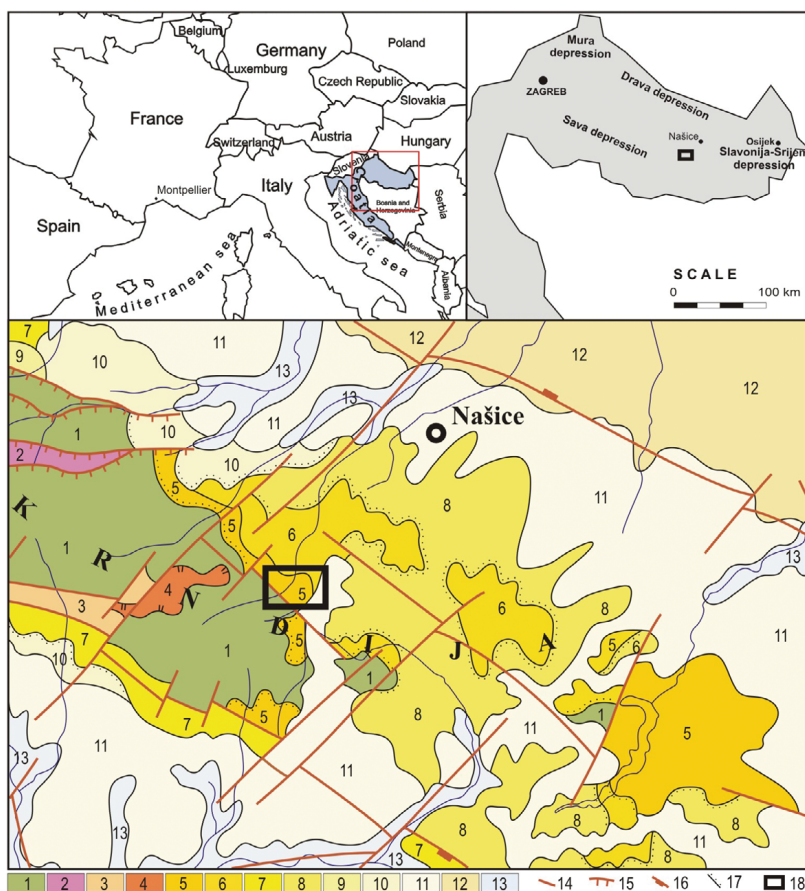 Belgium
Germany
Poland
Luxemburg
Czech Republic
Slovakia
France
Austria
Switzerland
Hungary
Slovenia
Italy
Croatia
Montpellier
Bosnia and
Herzegovinia
Serbia
Spain
Adriatic sea
Montenegro
Albania
Mediterranean sea
Mura
depression
ZAGREB
Drava depression
Sava depression
Našice
Osijek
Slavonija-Srijem
depression
SCALE
0 100 km
7
11
12
12
9
10
13
13
12
1
10
11
Našice
2
5
10
8
11
K
5
6
13
R
1
4
V
5
6
8
3
D
5
I
J
A
5
6
11
7
1
1
1
5
10
5
7
8
11
11
11
13
13
8
8
8
11
13
7
8
1 2 3 4 5 6 7 8 9 10 11 12 13 14 15 16 17 18